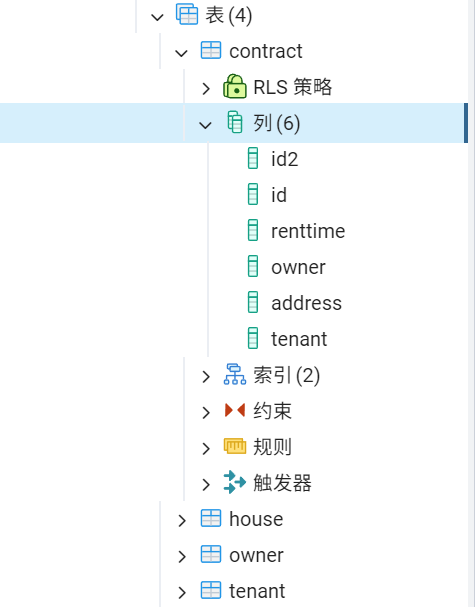 表 (4)
contract
RLS 策略
列 (6)
id2
id
renttime
owner
address
tenant
索引 (2)
约束
规则
触发器
house
owner
tenant